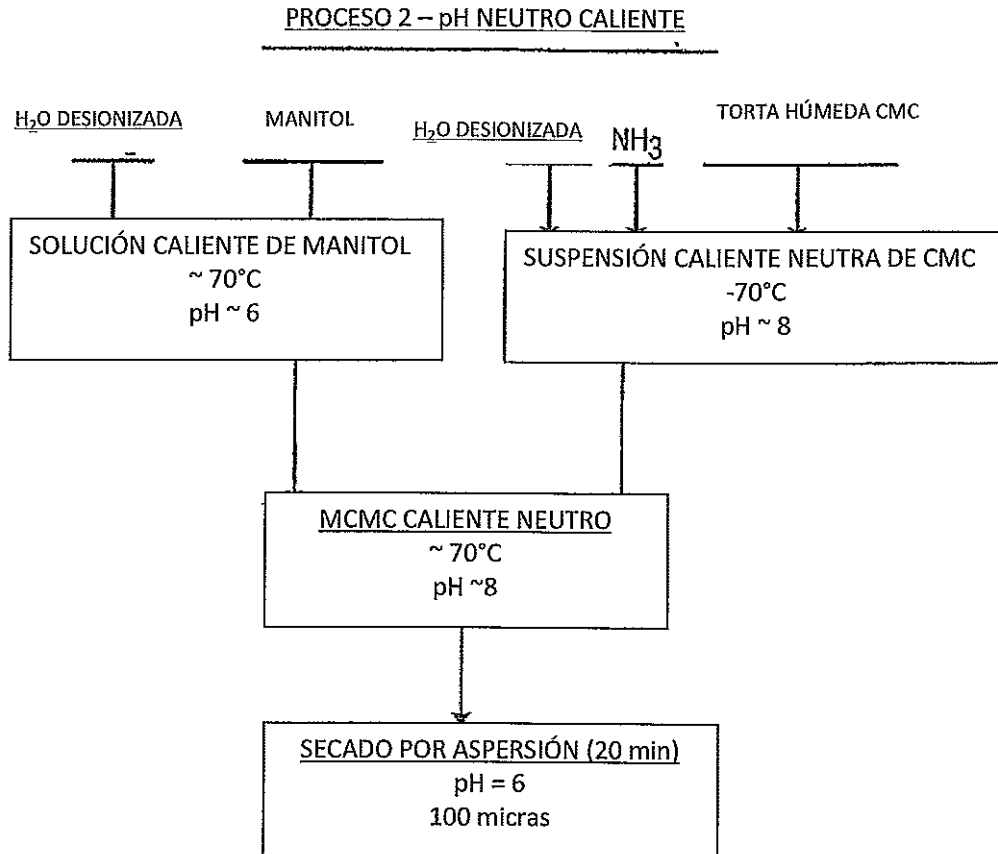 PROCESO 2 – pH NEUTRO CALIENTE
H₂O DESIONIZADA
MANITOL
H₂O DESIONIZADA
NH₃
TORTA HÚMEDA CMC
SOLUCIÓN CALIENTE DE MANITOL
~ 70°C
pH ~ 6
SUSPENSIÓN CALIENTE NEUTRA DE CMC
-70°C
pH ~ 8
MCMC CALIENTE NEUTRO
~ 70°C
pH ~8
SECADO POR ASPERSIÓN (20 min)
pH = 6
100 micras